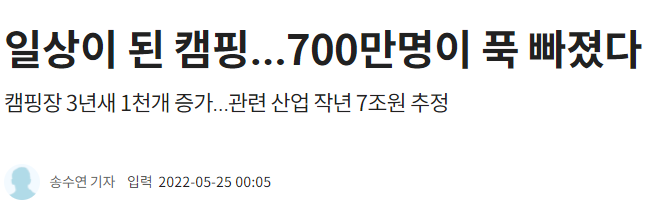 일상이 된 캠핑...700만명이 푹 빠졌다
캠핑장 3년새 1천개 증가...관련 산업 작년 7조원 추정
송수연 기자 입력 2022-05-25 00:05